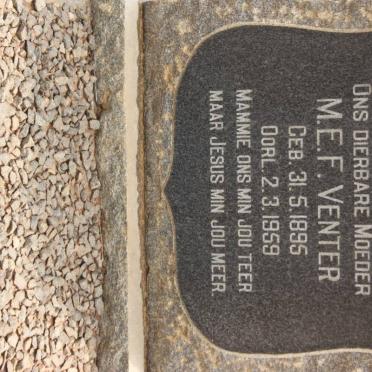 ONS DIERBARE MOEDER
M.E.F. VENTER
GEB. 31.5.1895
OORL. 2.3.1959
MAMMIE ONS MIN JOU TEER
MAAR JESUS MIN JOU MEER.